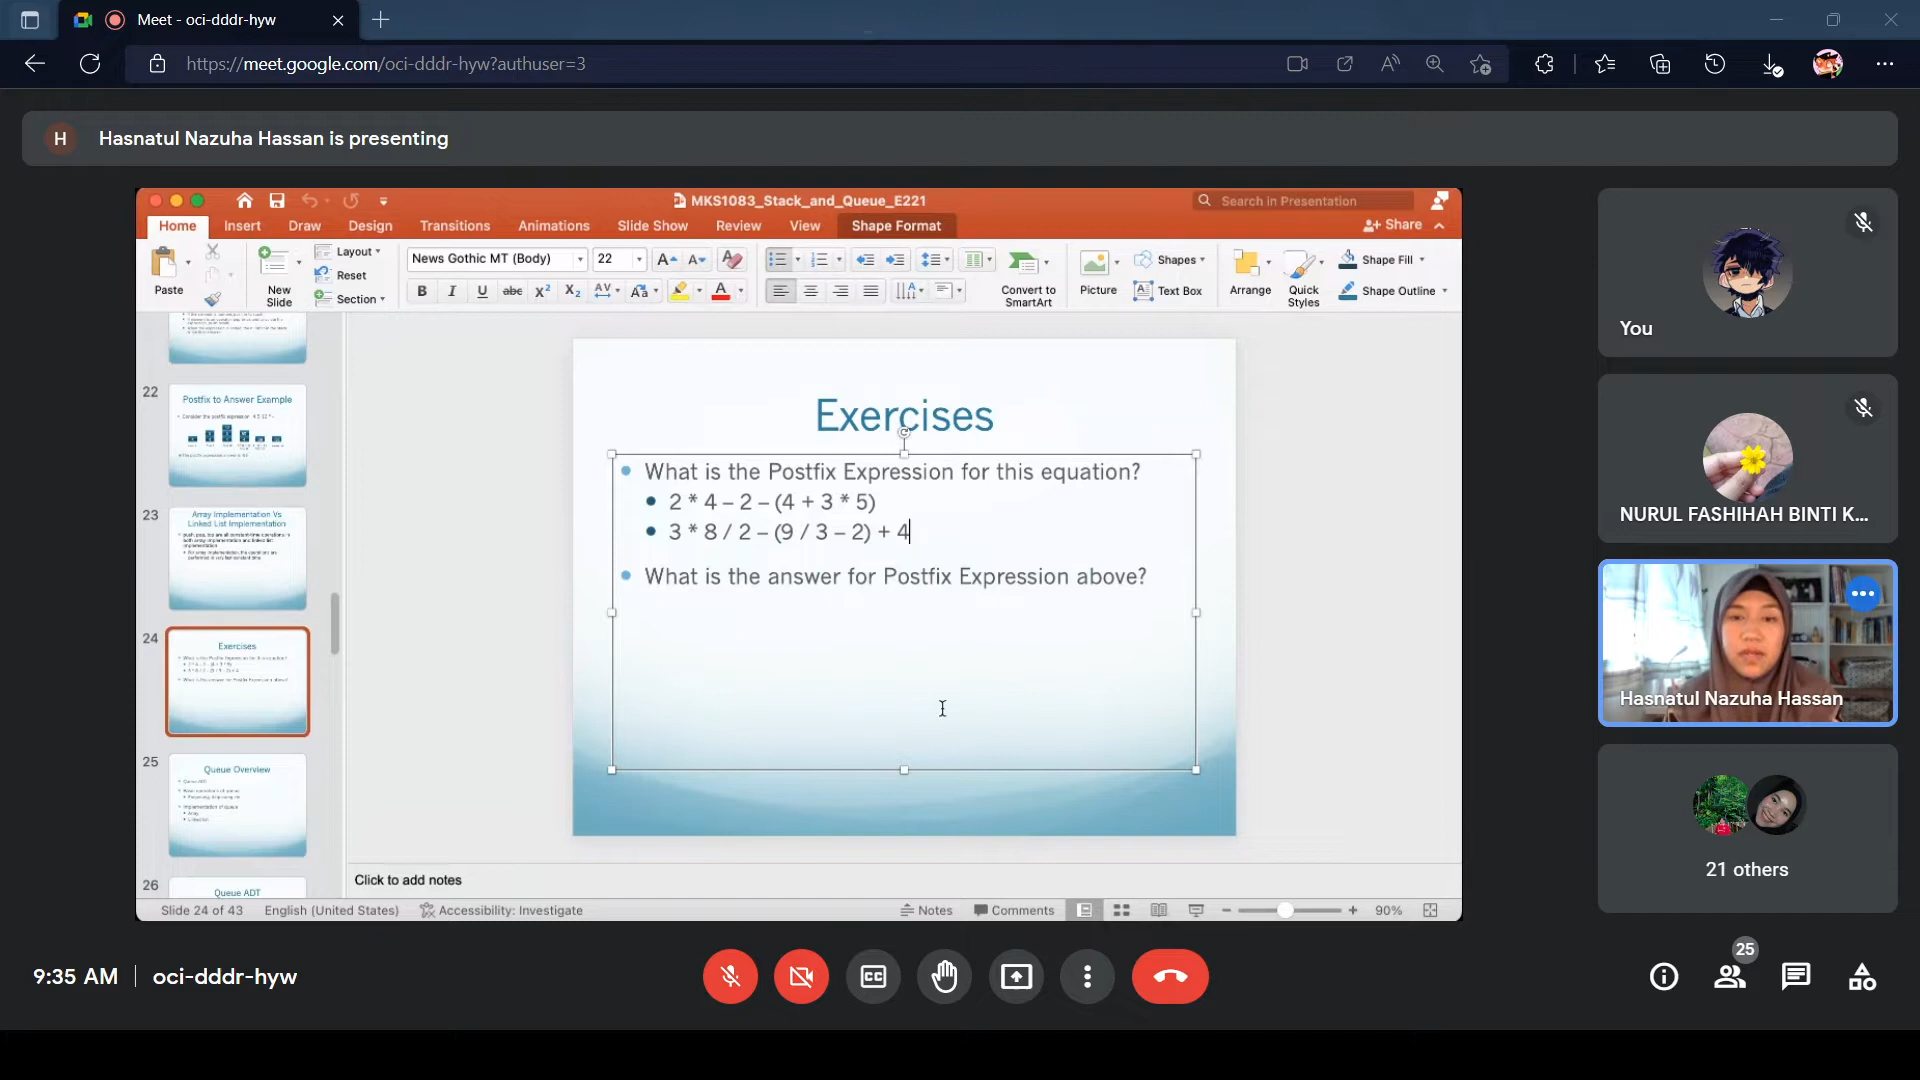 Meet - oci-dddr-hyw
https://meet.google.com/oci-dddr-hyw?authuser=3
H Hasnatul Nazuha Hassan is presenting
MKS1083_Stack_and_Queue_E221
Search in Presentation
Home Insert Draw Design Transitions Animations Slide Show Review View Shape Format Share
Paste
New Slide
Layout
Reset
Section
News Gothic MT (Body) 22
Convert to SmartArt
Picture
Shapes
Text Box
Arrange
Quick Styles
Shape Fill
Shape Outline
22
Postfix to Answer Example
23
Array Implementation Vs
Linked List Implementation
24
Exercises
25
Queue Overview
26
Queue ADT
Exercises
What is the Postfix Expression for this equation?
2 * 4 – 2 – (4 + 3 * 5)
3 * 8 / 2 – (9 / 3 – 2) + 4
What is the answer for Postfix Expression above?
Click to add notes
Slide 24 of 43 English (United States) Accessibility: Investigate Notes Comments 90%
You
NURUL FASHIHAH BINTI K...
Hasnatul Nazuha Hassan
21 others
9:35 AM oci-dddr-hyw
25